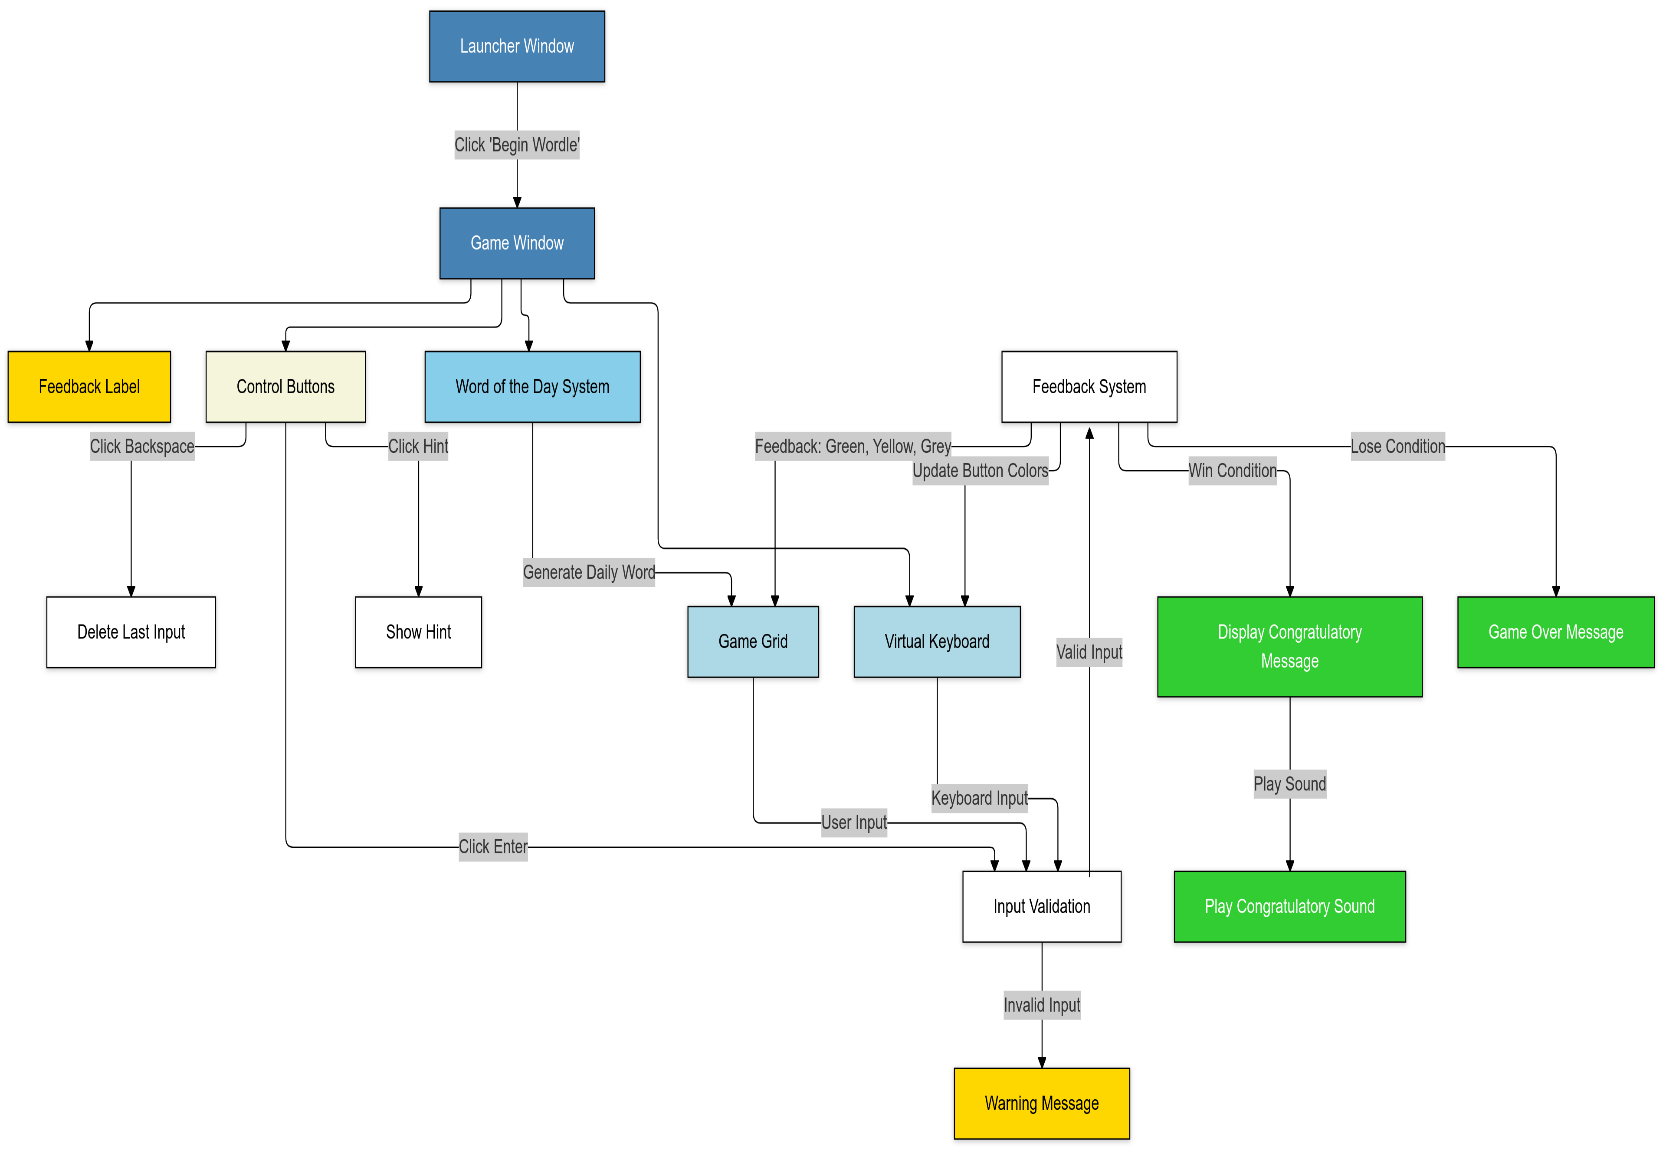 Launcher Window
Click 'Begin Wordle'
Game Window
Feedback Label
Control Buttons
Word of the Day System
Feedback System
Click Backspace
Click Hint
Feedback: Green, Yellow, Grey
Lose Condition
Update Button Colors
Win Condition
Generate Daily Word
Delete Last Input
Show Hint
Game Grid
Virtual Keyboard
Valid Input
Display Congratulatory
Message
Game Over Message
Play Sound
Keyboard Input
User Input
Click Enter
Input Validation
Play Congratulatory Sound
Invalid Input
Warning Message